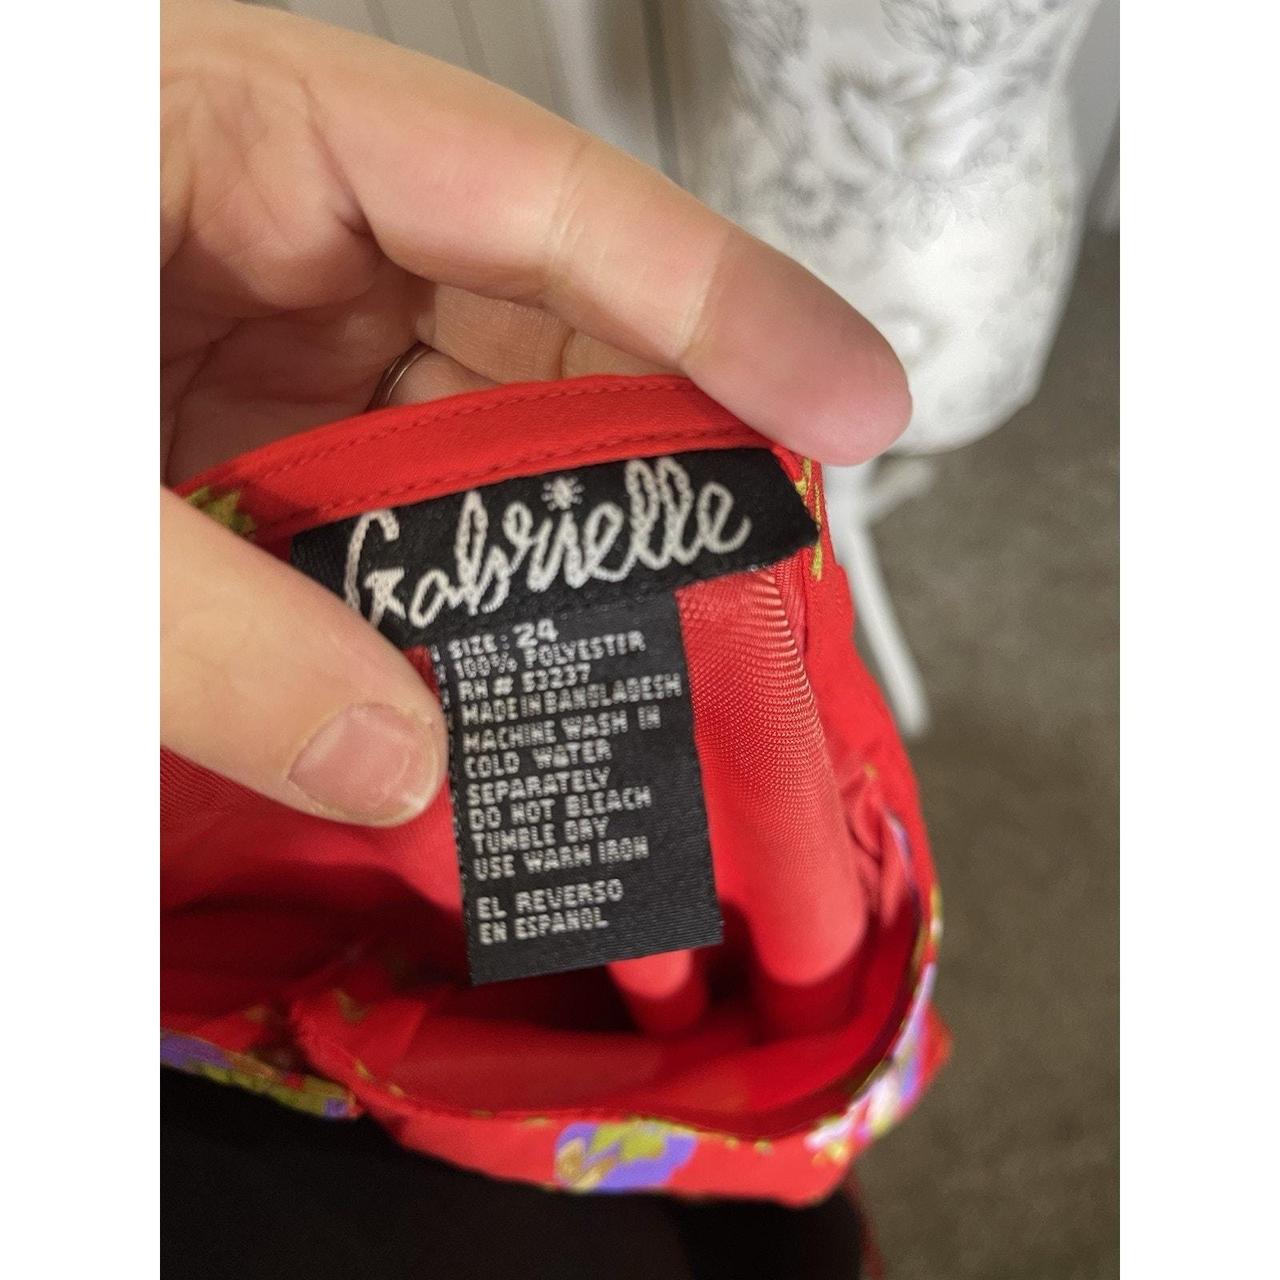 Gabrielle
SIZE: 24
100% POLYESTER
RN # 53237
MADE IN BANGLADESH
MACHINE WASH IN
COLD WATER
SEPARATELY
DO NOT BLEACH
TUMBLE DRY
USE WARM IRON
EL REVERSO
EN ESPANOL